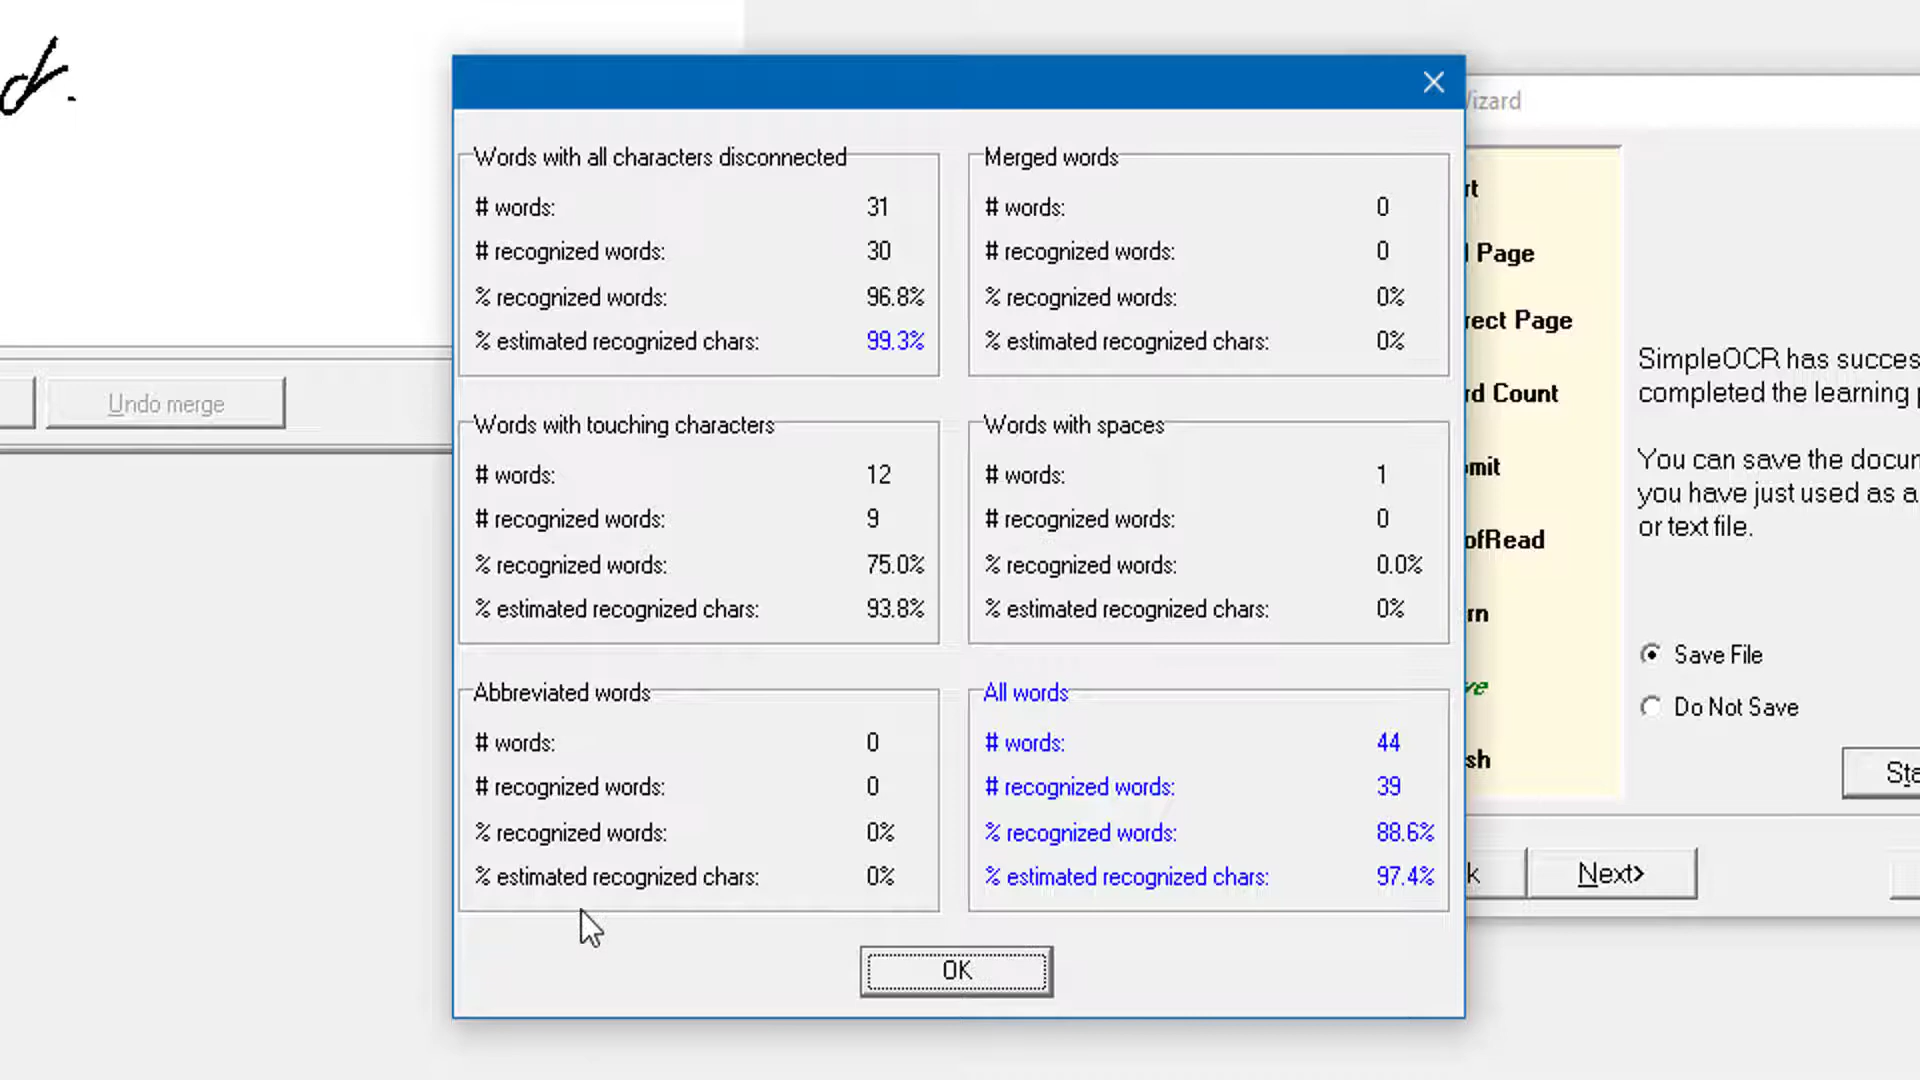 d.
Undo merge
Words with all characters disconnected
# words: 31
# recognized words: 30
% recognized words: 96.8%
% estimated recognized chars: 99.3%
Merged words
# words: 0
# recognized words: 0
% recognized words: 0%
% estimated recognized chars: 0%
Words with touching characters
# words: 12
# recognized words: 9
% recognized words: 75.0%
% estimated recognized chars: 93.8%
Words with spaces
# words: 1
# recognized words: 0
% recognized words: 0.0%
% estimated recognized chars: 0%
Abbreviated words
# words: 0
# recognized words: 0
% recognized words: 0%
% estimated recognized chars: 0%
All words
# words: 44
# recognized words: 39
% recognized words: 88.6%
% estimated recognized chars: 97.4%
OK
Wizard
Page
rect Page
rd Count
mit
ofRead
rn
ve
sh
SimpleOCR has succes
completed the learning
You can save the docum
you have just used as a
or text file.
Save File
Do Not Save
Sta
k
Next>